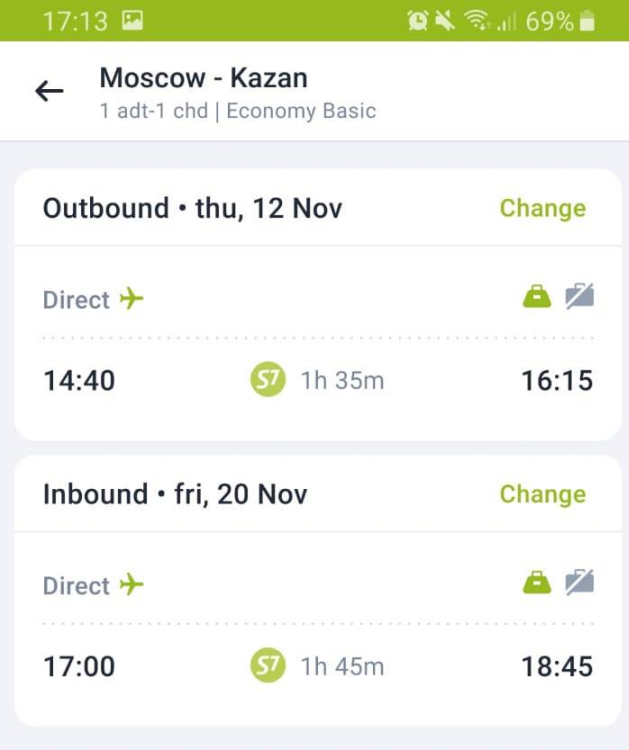 17:13 69%
Moscow - Kazan
1 adt-1 chd | Economy Basic
Outbound • thu, 12 Nov Change
Direct
14:40 S7 1h 35m 16:15
Inbound • fri, 20 Nov Change
Direct
17:00 S7 1h 45m 18:45